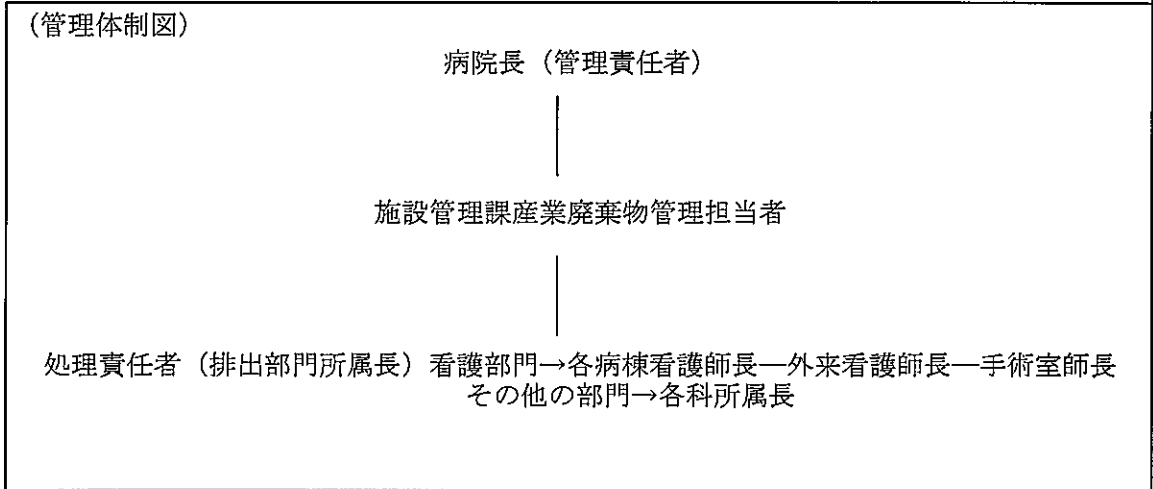 (管理体制図)
病院長（管理責任者）
施設管理課産業廃棄物管理担当者
処理責任者（排出部門所属長）看護部門→各病棟看護師長―外来看護師長―手術室師長
その他の部門→各科所属長